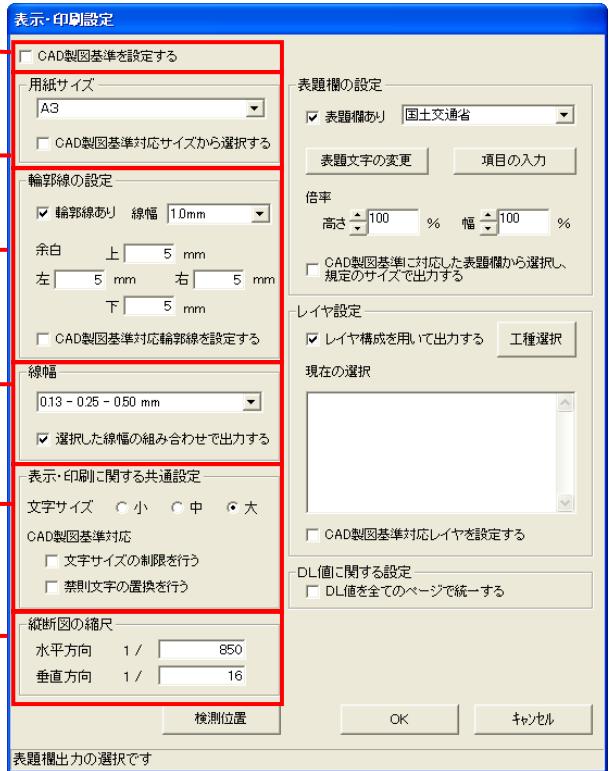 表示・印刷設定
CAD製図基準を設定する
用紙サイズ
A3
CAD製図基準対応サイズから選択する
輪郭線の設定
輪郭線あり 線幅 1.0mm
余白 上 5 mm
左 5 mm 右 5 mm
下 5 mm
CAD製図基準対応輪郭線を設定する
線幅
0.13 - 0.25 - 0.50 mm
選択した線幅の組み合わせで出力する
表示・印刷に関する共通設定
文字サイズ 小 中 大
CAD製図基準対応
文字サイズの制限を行う
禁則文字の置換を行う
縦断図の縮尺
水平方向 1 / 850
垂直方向 1 / 16
表題欄の設定
表題欄あり 国土交通省
表題文字の変更 項目の入力
倍率
高さ 100 % 幅 100 %
CAD製図基準に対応した表題欄から選択し、
規定のサイズで出力する
レイヤ設定
レイヤ構成を用いて出力する 工種選択
現在の選択
CAD製図基準対応レイヤを設定する
DL値に関する設定
DL値を全てのページで統一する
検測位置 OK キャンセル
表題欄出力の選択です